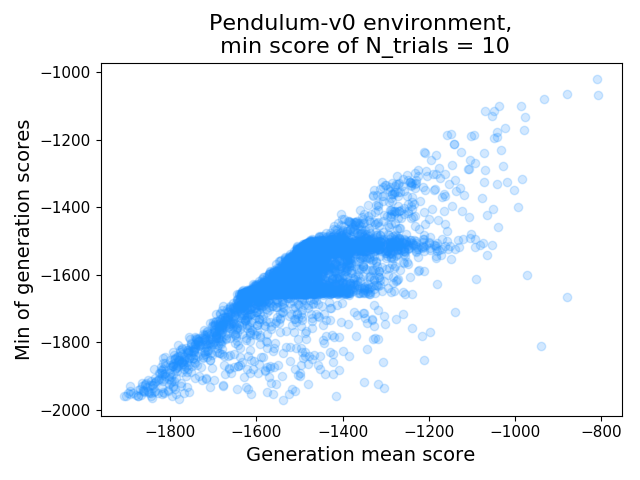 Pendulum-v0 environment,
min score of N_trials = 10
−1000
−1200
−1400
−1600
−1800
−2000
Min of generation scores
−1800 −1600 −1400 −1200 −1000 −800
Generation mean score